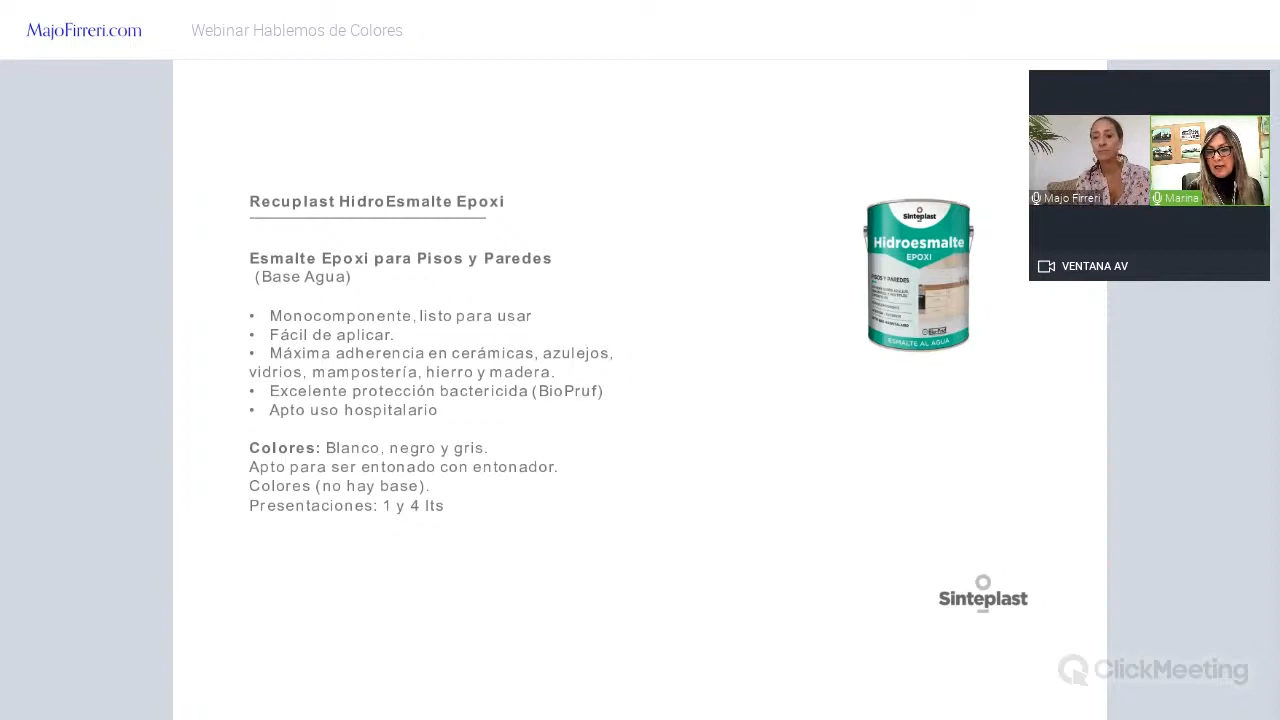 MajoFirreri.com
Webinar Hablemos de Colores
Recuplast HidroEsmalte Epoxi
Esmalte Epoxi para Pisos y Paredes
(Base Agua)
• Monocomponente, listo para usar
• Fácil de aplicar.
• Máxima adherencia en cerámicas, azulejos,
vidrios, mampostería, hierro y madera.
• Excelente protección bactericida (BioPruf)
• Apto uso hospitalario
Colores: Blanco, negro y gris.
Apto para ser entonado con entonador.
Colores (no hay base).
Presentaciones: 1 y 4 lts
Sinteplast
Hidroesmalte
EPOXI
PISOS Y PAREDES
ESMALTE AL AGUA
Majo Firreri
Marina
VENTANA AV
Sinteplast
ClickMeeting